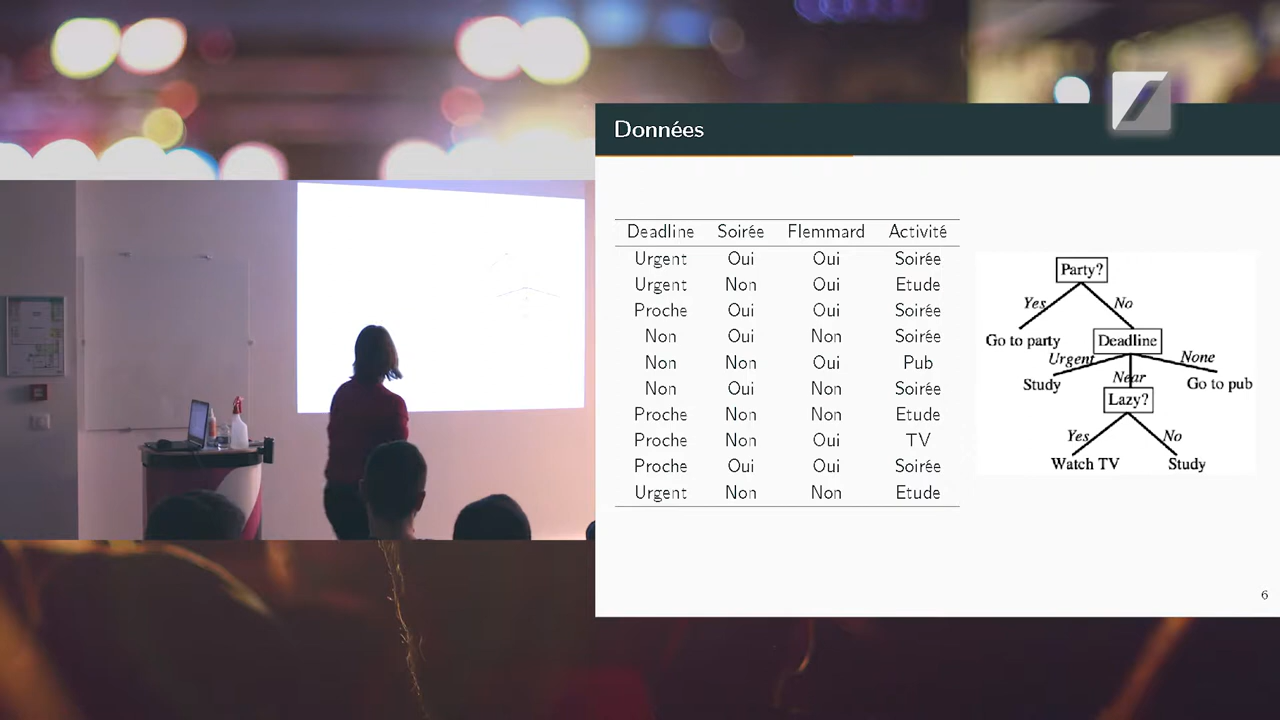 Données
Deadline Soirée Flemmard Activité
Urgent Oui Oui Soirée
Urgent Non Oui Etude
Proche Oui Oui Soirée
Non Oui Non Soirée
Non Non Oui Pub
Non Oui Non Soirée
Proche Non Non Etude
Proche Non Oui TV
Proche Oui Oui Soirée
Urgent Non Non Etude
Party?
Yes No
Go to party Deadline
Urgent Near None
Study Go to pub
Lazy?
Yes No
Watch TV Study
6